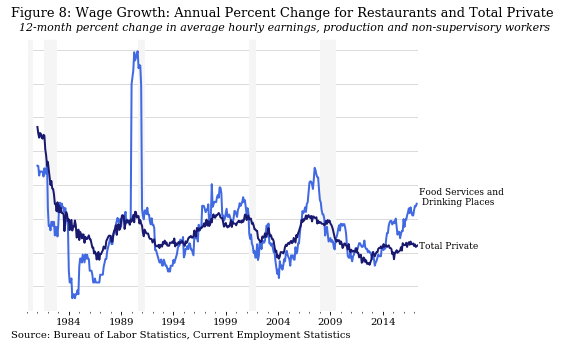 Figure 8: Wage Growth: Annual Percent Change for Restaurants and Total Private
12-month percent change in average hourly earnings, production and non-supervisory workers
Food Services and
Drinking Places
Total Private
1984 1989 1994 1999 2004 2009 2014
Source: Bureau of Labor Statistics, Current Employment Statistics